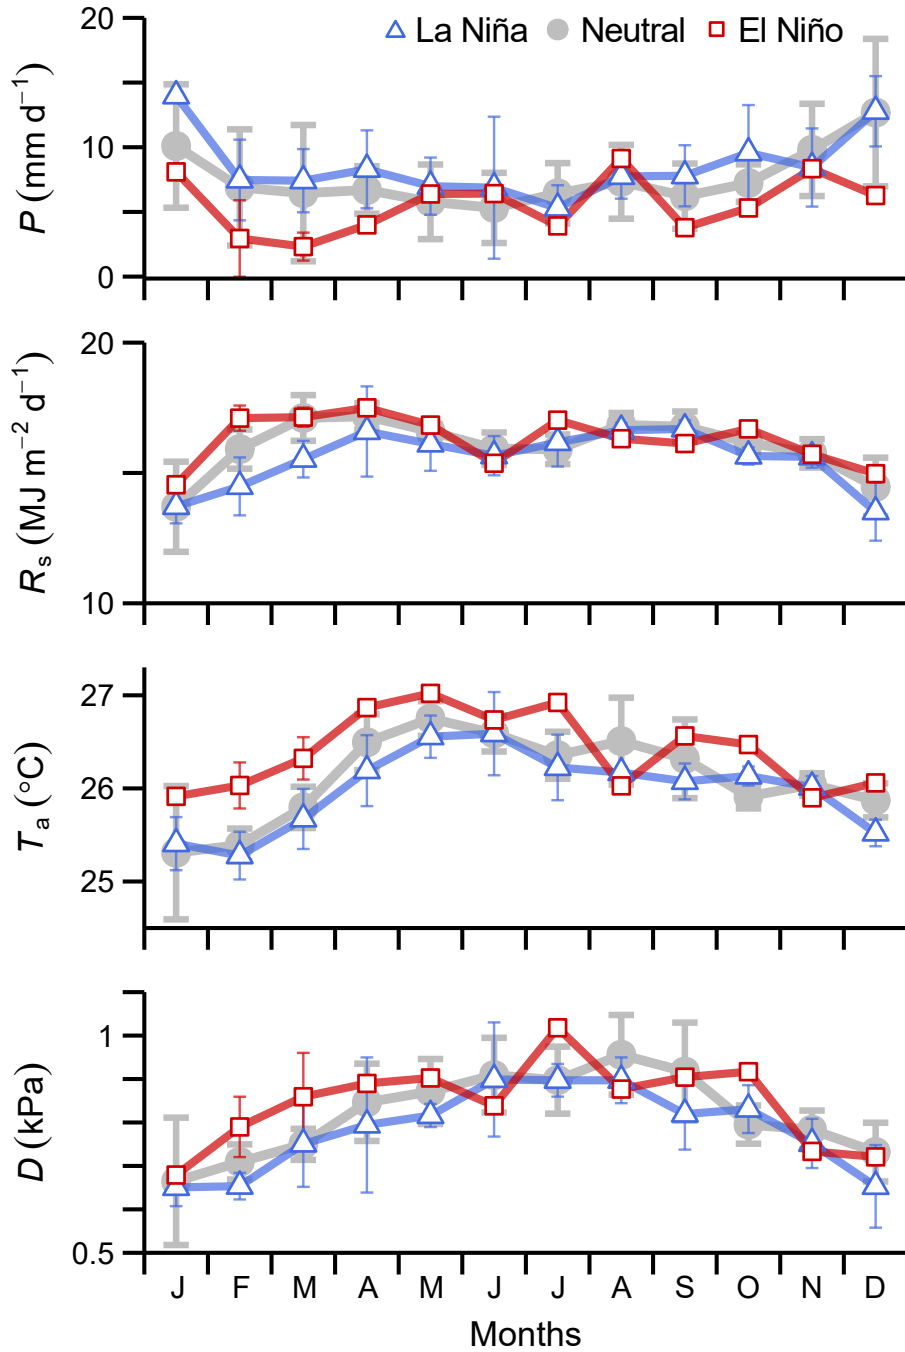 20
La Niña Neutral El Niño
10
0
P (mm d⁻¹)
20
10
Rₛ (MJ m⁻² d⁻¹)
27
26
25
Tₐ (°C)
1
0.5
D (kPa)
J F M A M J J A S O N D
Months